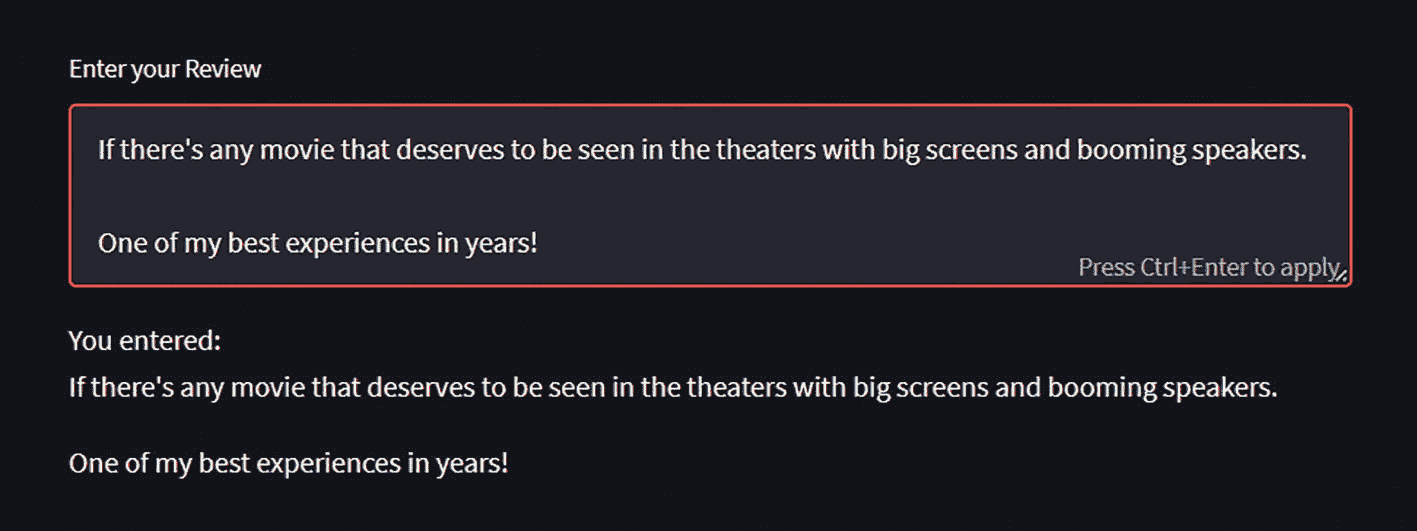 Enter your Review
If there's any movie that deserves to be seen in the theaters with big screens and booming speakers.
One of my best experiences in years!
Press Ctrl+Enter to apply
You entered:
If there's any movie that deserves to be seen in the theaters with big screens and booming speakers.
One of my best experiences in years!